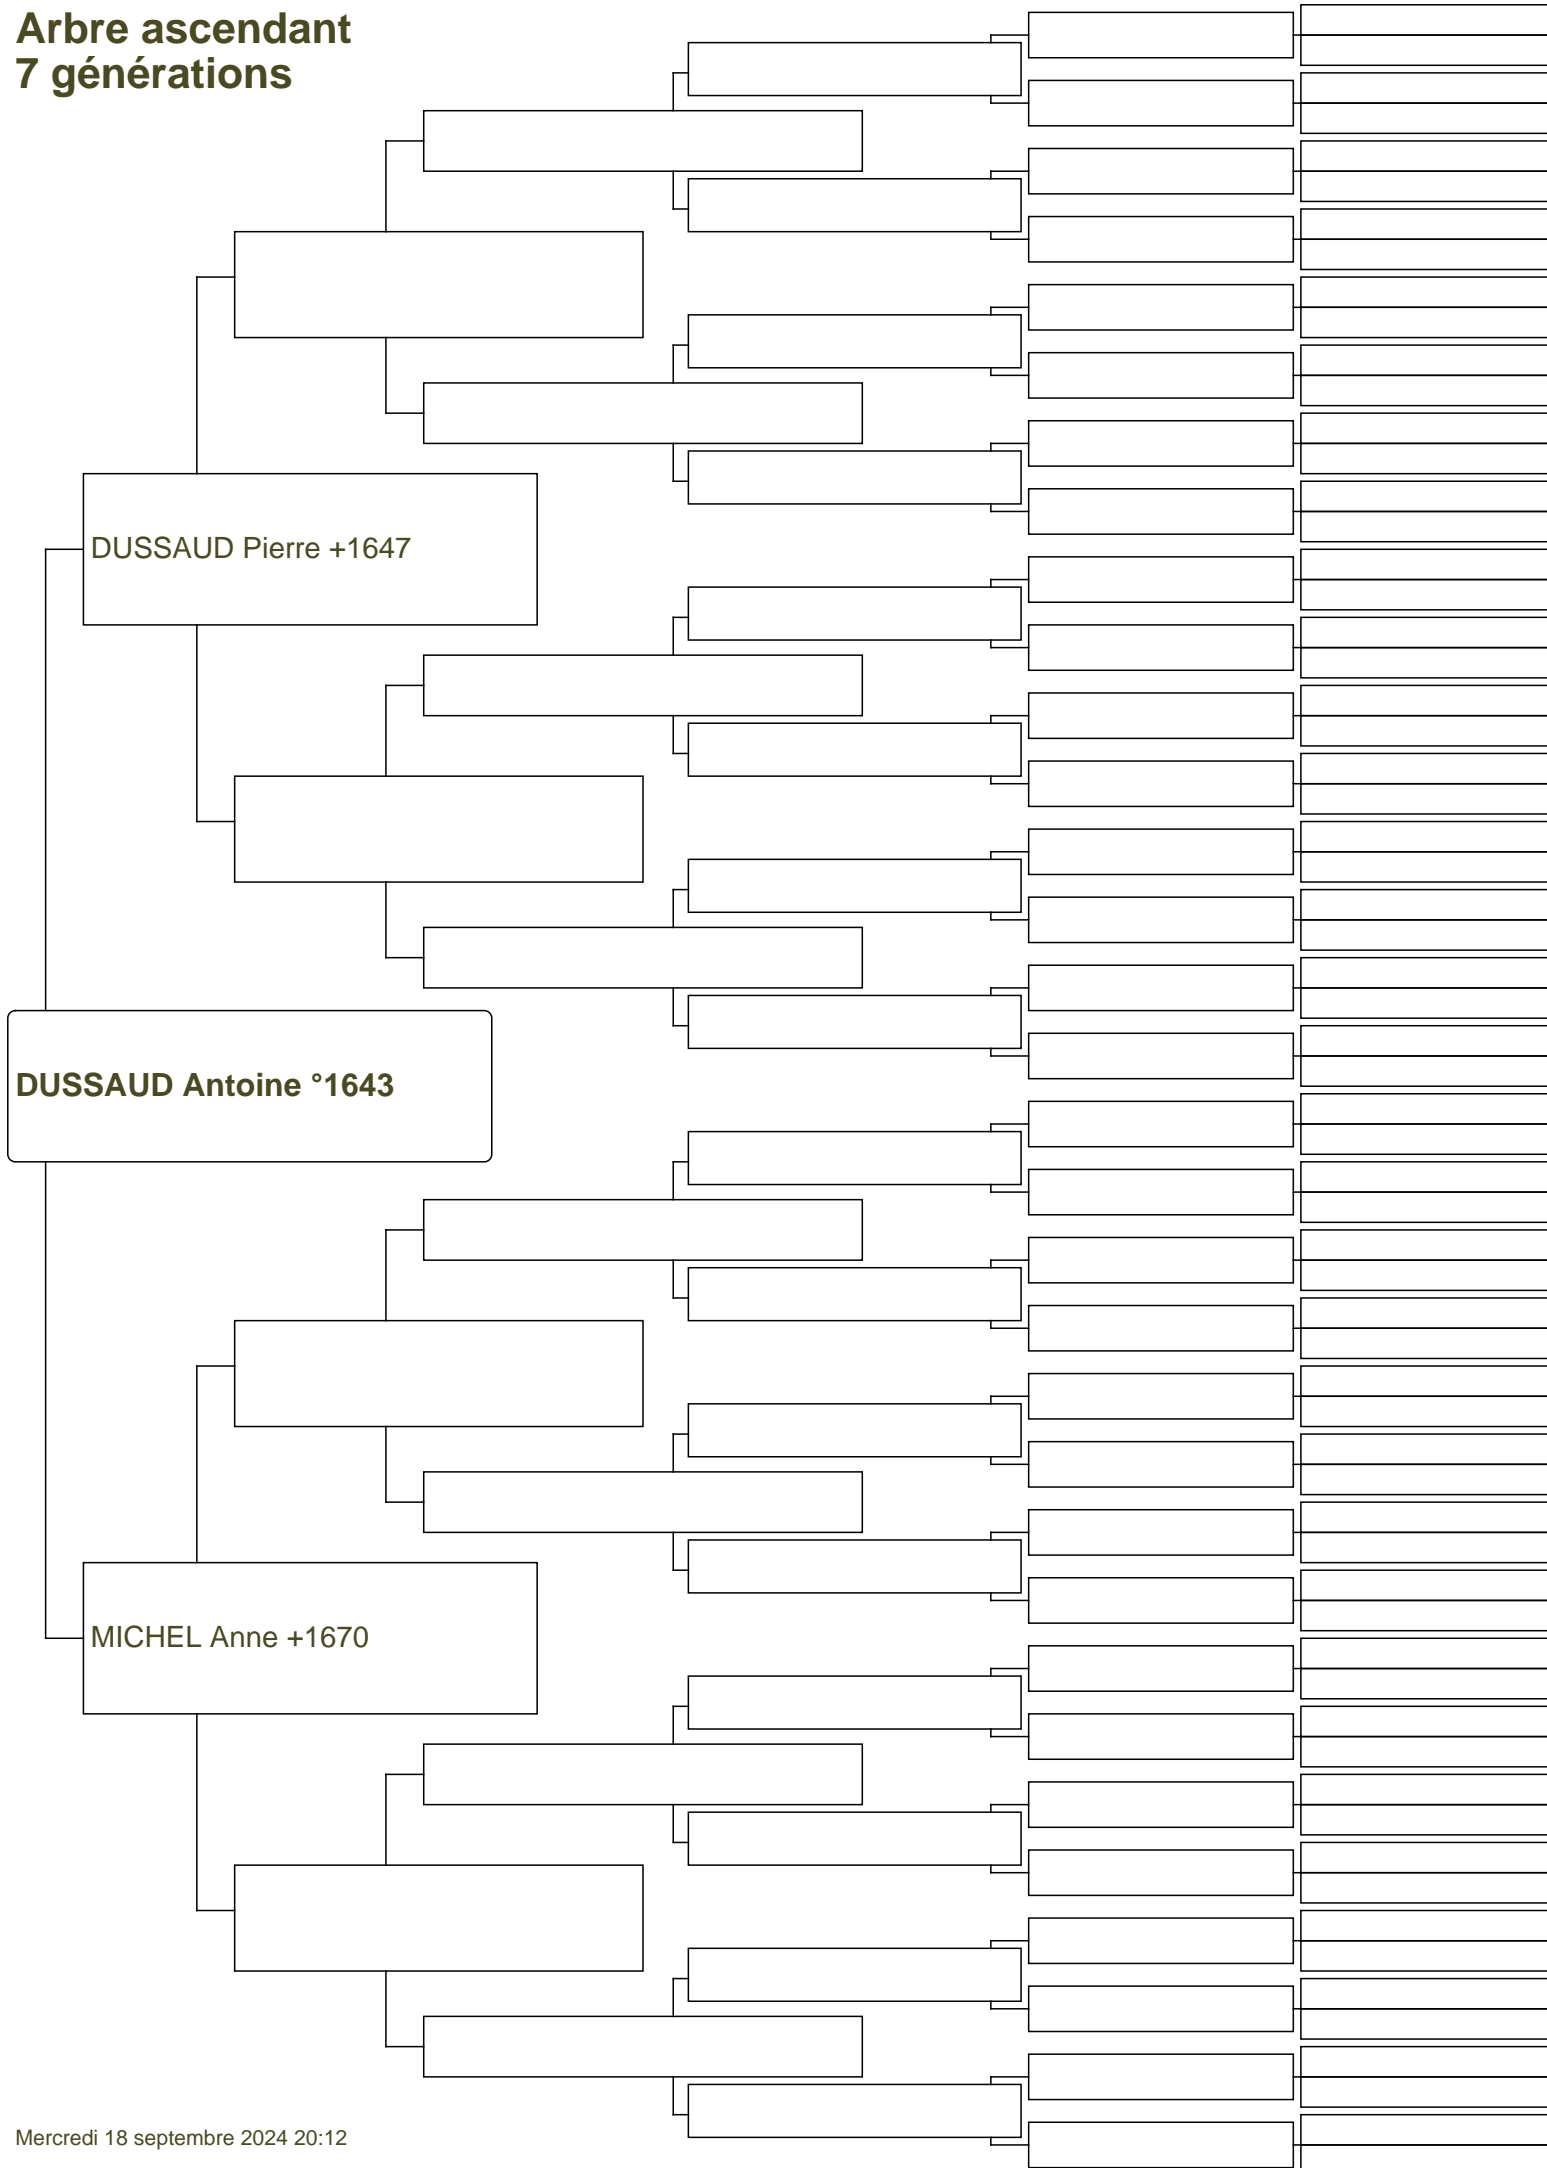 Arbre ascendant
7 générations
DUSSAUD Pierre +1647
DUSSAUD Antoine °1643
MICHEL Anne +1670
Mercredi 18 septembre 2024 20:12